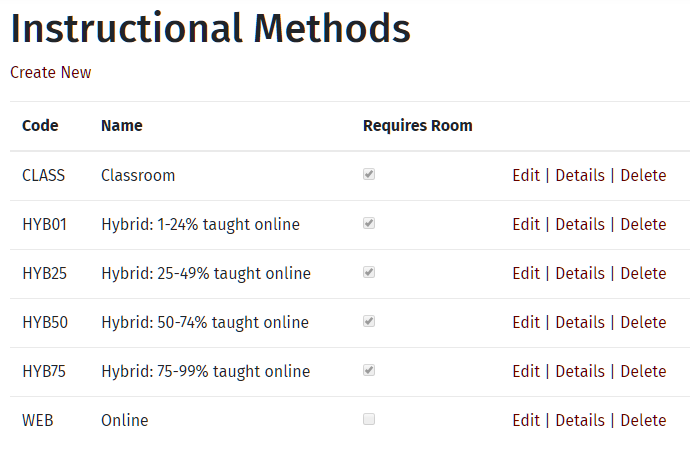 Instructional Methods
Create New
Code Name Requires Room
CLASS Classroom Edit | Details | Delete
HYB01 Hybrid: 1-24% taught online Edit | Details | Delete
HYB25 Hybrid: 25-49% taught online Edit | Details | Delete
HYB50 Hybrid: 50-74% taught online Edit | Details | Delete
HYB75 Hybrid: 75-99% taught online Edit | Details | Delete
WEB Online Edit | Details | Delete